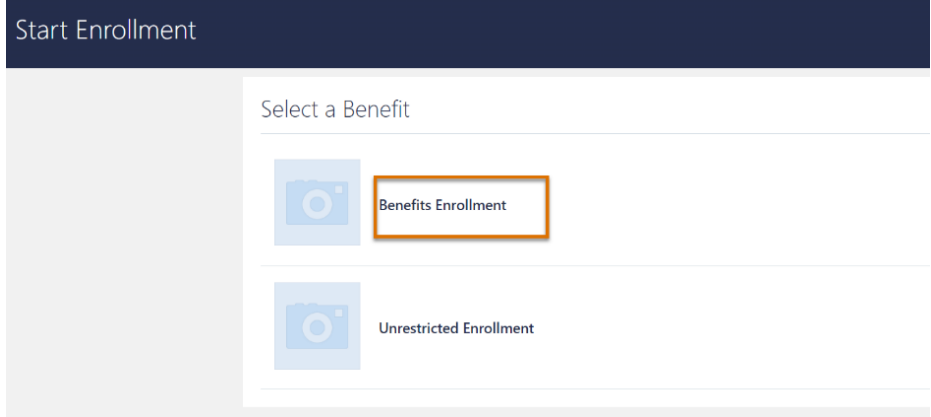 Start Enrollment
Select a Benefit
Benefits Enrollment
Unrestricted Enrollment